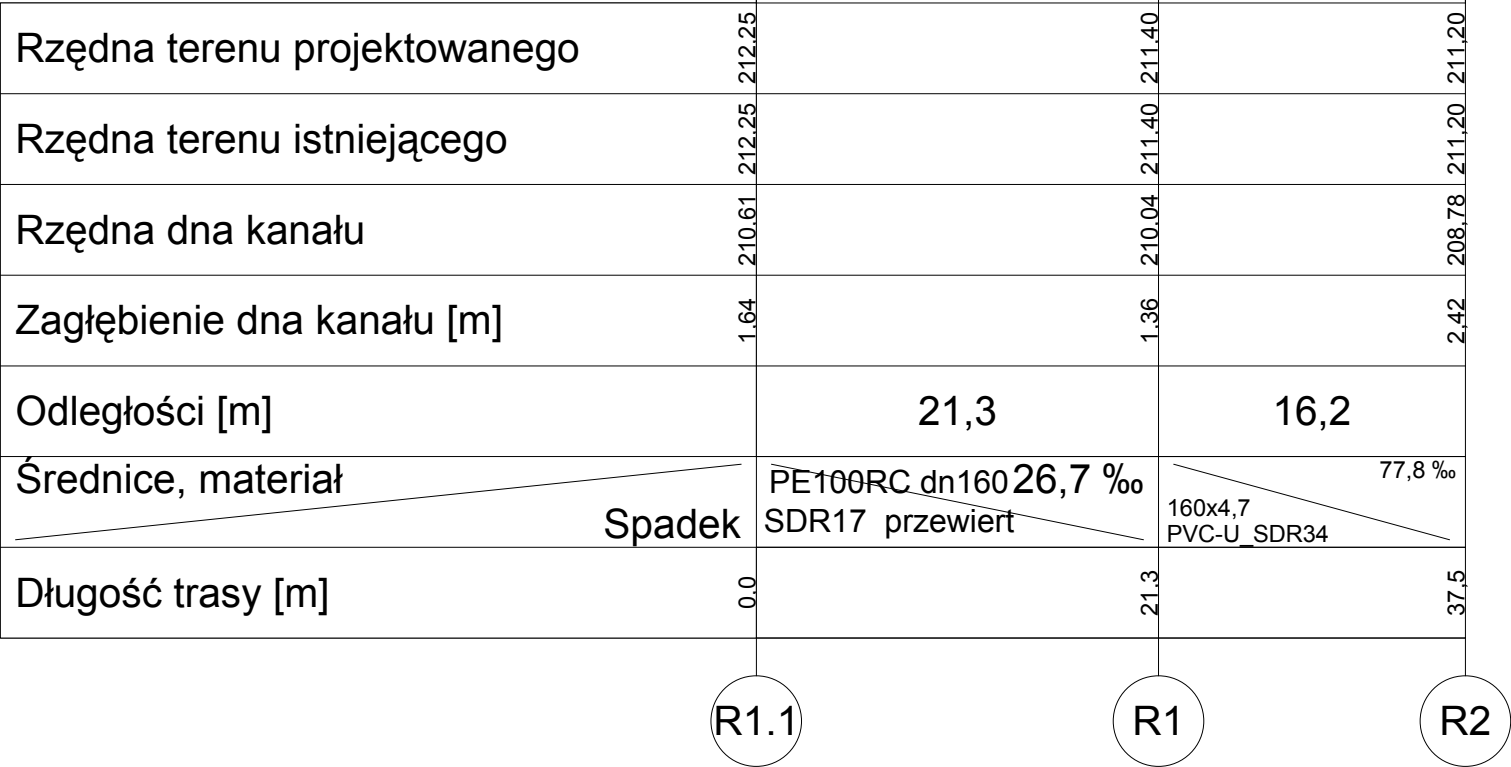 Rzędna terenu projektowanego 212.25 211.40 211,20
Rzędna terenu istniejącego 212.25 211.40 211,20
Rzędna dna kanału 210.61 210.04 208,78
Zagłębienie dna kanału [m] 1.64 1.36 2,42
Odległości [m] 21,3 16,2
Średnice, materiał
Spadek
PE100RC dn160 26,7 ‰
SDR17 przewiert
77,8 ‰
160x4,7
PVC-U_SDR34
Długość trasy [m] 0.0 21.3 37,5
R1.1 R1 R2